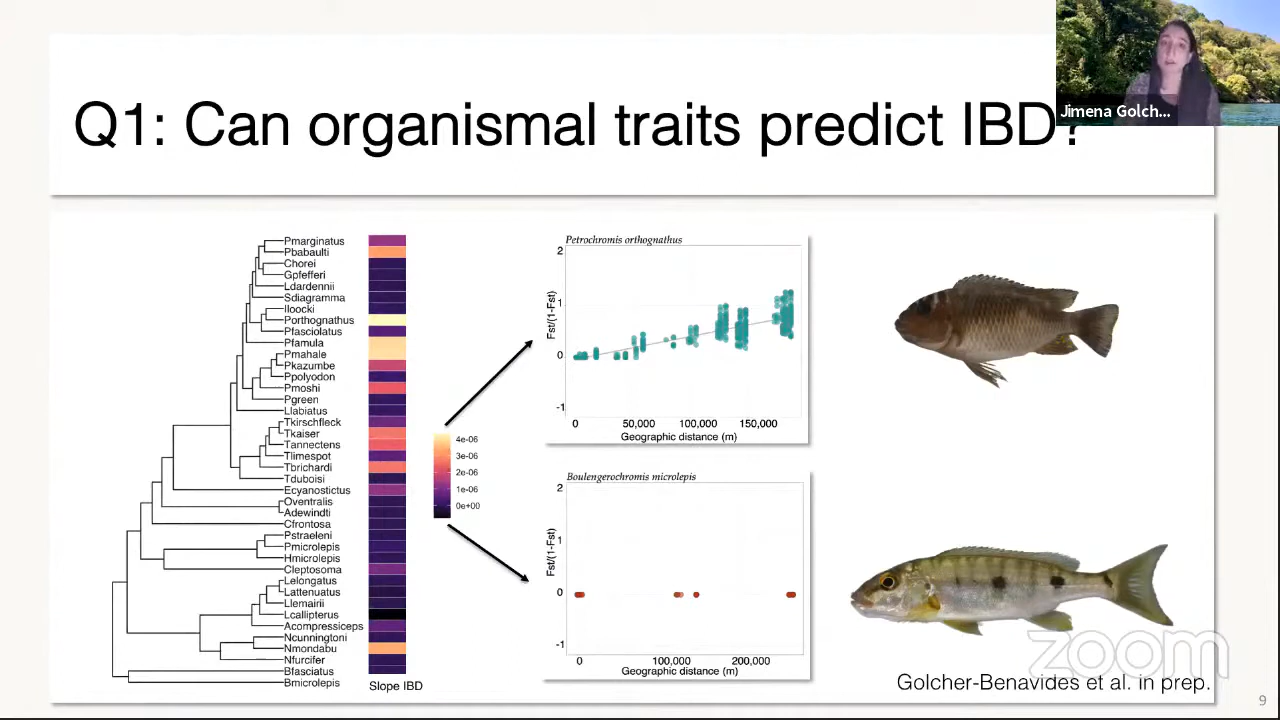 Jimena Golch...
Q1: Can organismal traits predict IBD?
Pmarginatus
Pbabaulti
Chorei
Gpfefferi
Ldardennii
Sdiagramma
Iloocki
Porthognathus
Pfasciolatus
Pfamula
Pmahale
Pkazumbe
Ppolyodon
Pmoshi
Pgreen
Llabiatus
Tkirschfleck
Tkaiser
Tannectens
Tlimespot
Tbrichardi
Tduboisi
Ecyanostictus
Oventralis
Adewindti
Cfrontosa
Pstraeleni
Pmicrolepis
Hmicrolepis
Cleptosoma
Lelongatus
Lattenuatus
Llemairii
Lcallipterus
Acompressiceps
Ncunningtoni
Nmondabu
Nfurcifer
Bfasciatus
Bmicrolepis
Slope IBD
4e-06
3e-06
2e-06
1e-06
0e+00
Petrochromis orthognathus
2
1
0
-1
Fst/(1-Fst)
0 50,000 100,000 150,000
Geographic distance (m)
Boulengerochromis microlepis
2
1
0
-1
Fst/(1-Fst)
0 100,000 200,000
Geographic distance (m)
zoom
Golcher-Benavides et al. in prep.
9